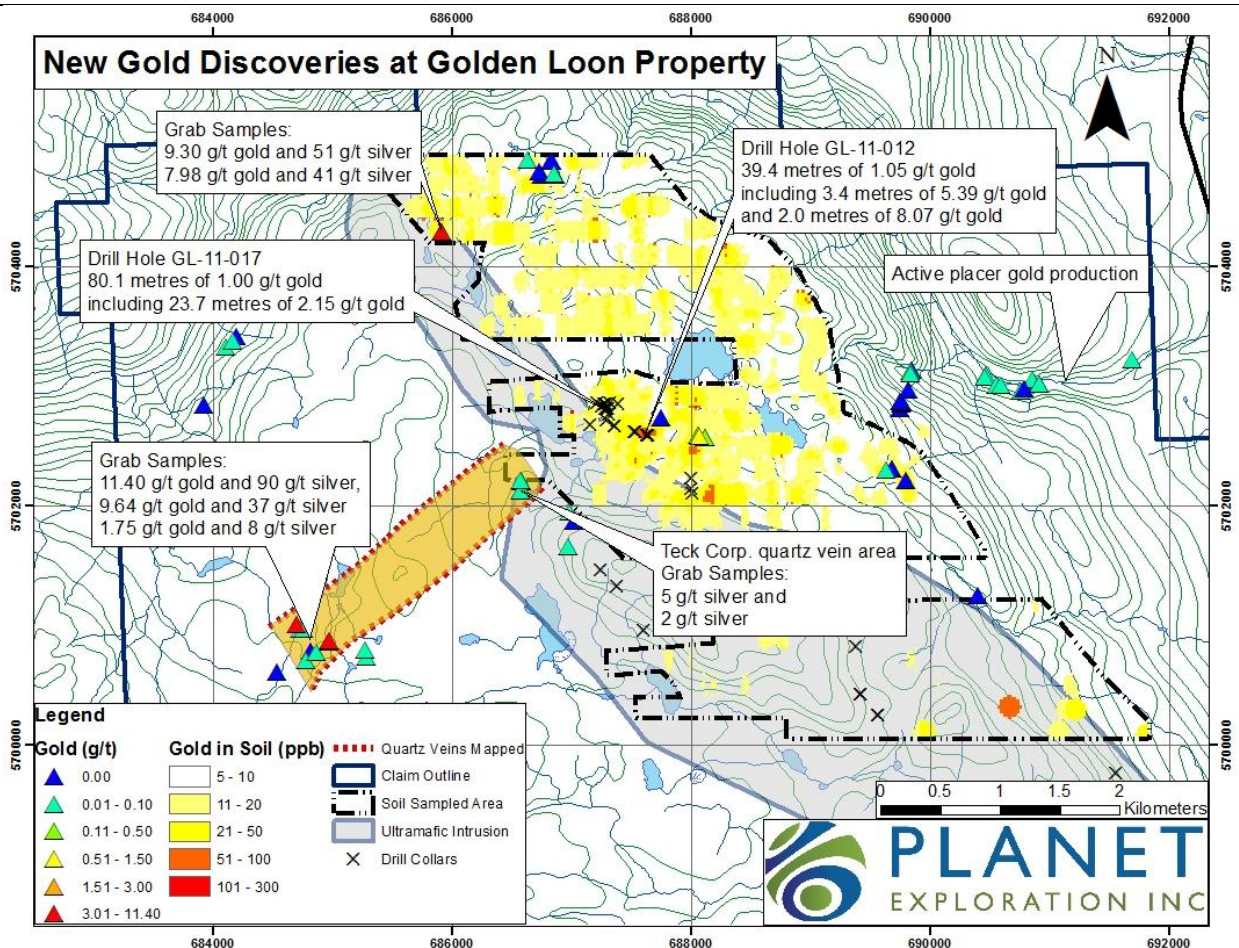 684000 686000 688000 690000 692000
New Gold Discoveries at Golden Loon Property
N
Grab Samples:
9.30 g/t gold and 51 g/t silver
7.98 g/t gold and 41 g/t silver
Drill Hole GL-11-012
39.4 metres of 1.05 g/t gold
including 3.4 metres of 5.39 g/t gold
and 2.0 metres of 8.07 g/t gold
Drill Hole GL-11-017
80.1 metres of 1.00 g/t gold
including 23.7 metres of 2.15 g/t gold
Active placer gold production
5704000
5704000
Grab Samples:
11.40 g/t gold and 90 g/t silver,
9.64 g/t gold and 37 g/t silver
1.75 g/t gold and 8 g/t silver
5702000
5702000
Teck Corp. quartz vein area
Grab Samples:
5 g/t silver and
2 g/t silver
5700000
5700000
Legend
Gold (g/t)
0.00
0.01 - 0.10
0.11 - 0.50
0.51 - 1.50
1.51 - 3.00
3.01 - 11.40
Gold in Soil (ppb)
5 - 10
11 - 20
21 - 50
51 - 100
101 - 300
Quartz Veins Mapped
Claim Outline
Soil Sampled Area
Ultramafic Intrusion
Drill Collars
0 0.5 1 1.5 2
Kilometers
PLANET
EXPLORATION INC
684000 686000 688000 690000 692000